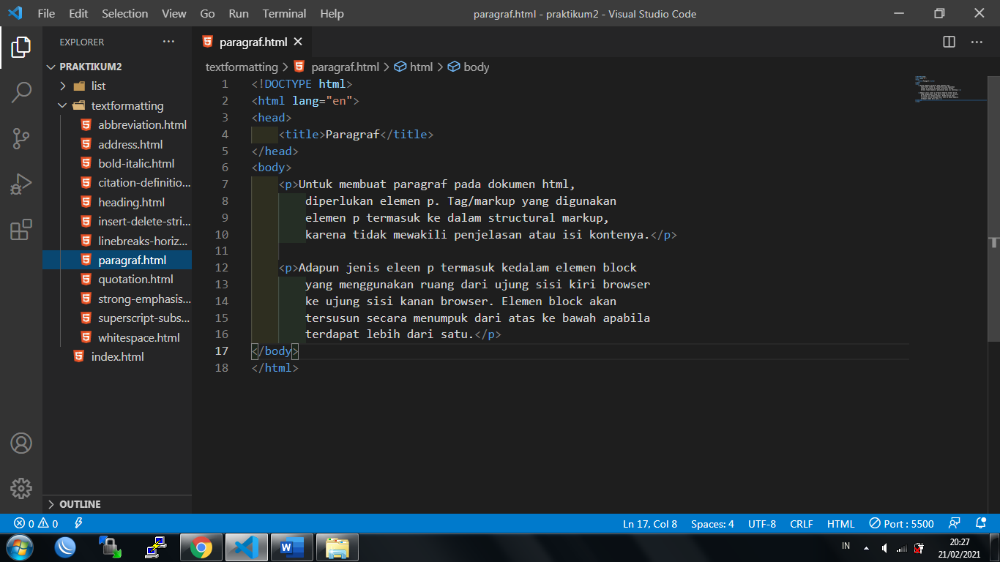 File Edit Selection View Go Run Terminal Help
paragraf.html - praktikum2 - Visual Studio Code
EXPLORER
PRAKTIKUM2
list
textformatting
abbreviation.html
address.html
bold-italic.html
citation-definitio...
heading.html
insert-delete-stri...
linebreaks-horiz...
paragraf.html
quotation.html
strong-emphasis...
superscript-subs...
whitespace.html
index.html
OUTLINE
paragraf.html
textformatting > paragraf.html > html > body
1 <!DOCTYPE html>
2 <html lang="en">
3 <head>
4 <title>Paragraf</title>
5 </head>
6 <body>
7 <p>Untuk membuat paragraf pada dokumen html,
8 diperlukan elemen p. Tag/markup yang digunakan
9 elemen p termasuk ke dalam structural markup,
10 karena tidak mewakili penjelasan atau isi kontenya.</p>
11
12 <p>Adapun jenis eleen p termasuk kedalam elemen block
13 yang menggunakan ruang dari ujung sisi kiri browser
14 ke ujung sisi kanan browser. Elemen block akan
15 tersusun secara menumpuk dari atas ke bawah apabila
16 terdapat lebih dari satu.</p>
17 </body>
18 </html>
0 0
Ln 17, Col 8 Spaces: 4 UTF-8 CRLF HTML Port : 5500
IN
20:27
21/02/2021